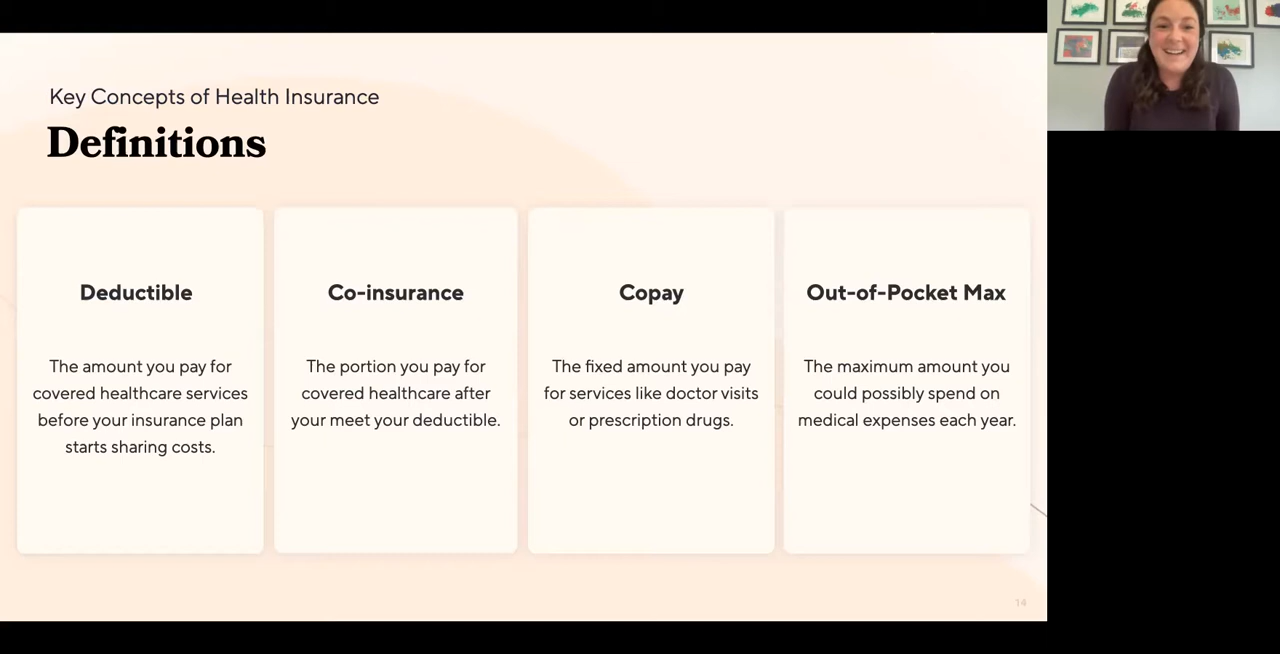 Key Concepts of Health Insurance
Definitions
Deductible
The amount you pay for
covered healthcare services
before your insurance plan
starts sharing costs.
Co-insurance
The portion you pay for
covered healthcare after
your meet your deductible.
Copay
The fixed amount you pay
for services like doctor visits
or prescription drugs.
Out-of-Pocket Max
The maximum amount you
could possibly spend on
medical expenses each year.
14